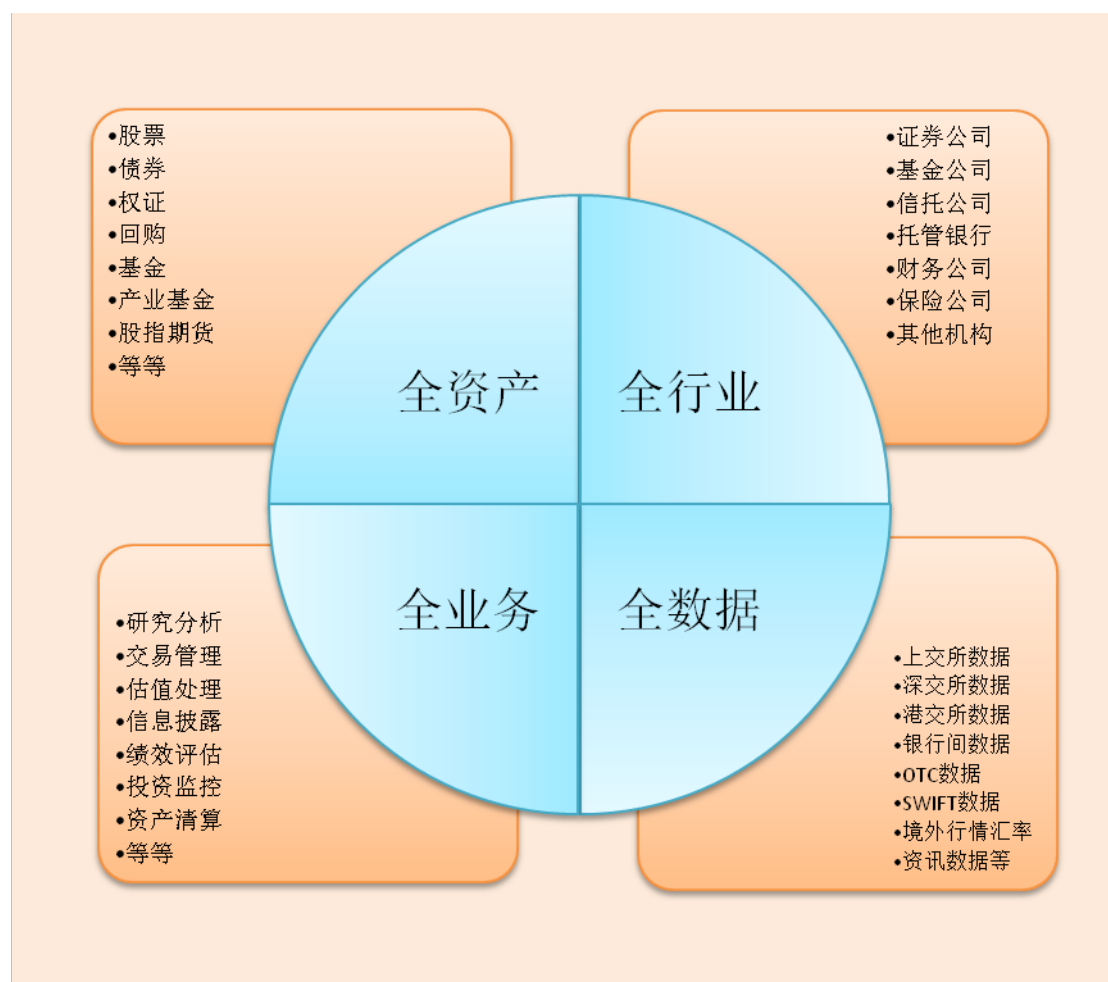 股票
债券
权证
回购
基金
产业基金
股指期货
等等
证券公司
基金公司
信托公司
托管银行
财务公司
保险公司
其他机构
全资产
全行业
全业务
全数据
研究分析
交易管理
估值处理
信息披露
绩效评估
投资监控
资产清算
等等
上交所数据
深交所数据
港交所数据
银行间数据
OTC数据
SWIFT数据
境外行情汇率
资讯数据等